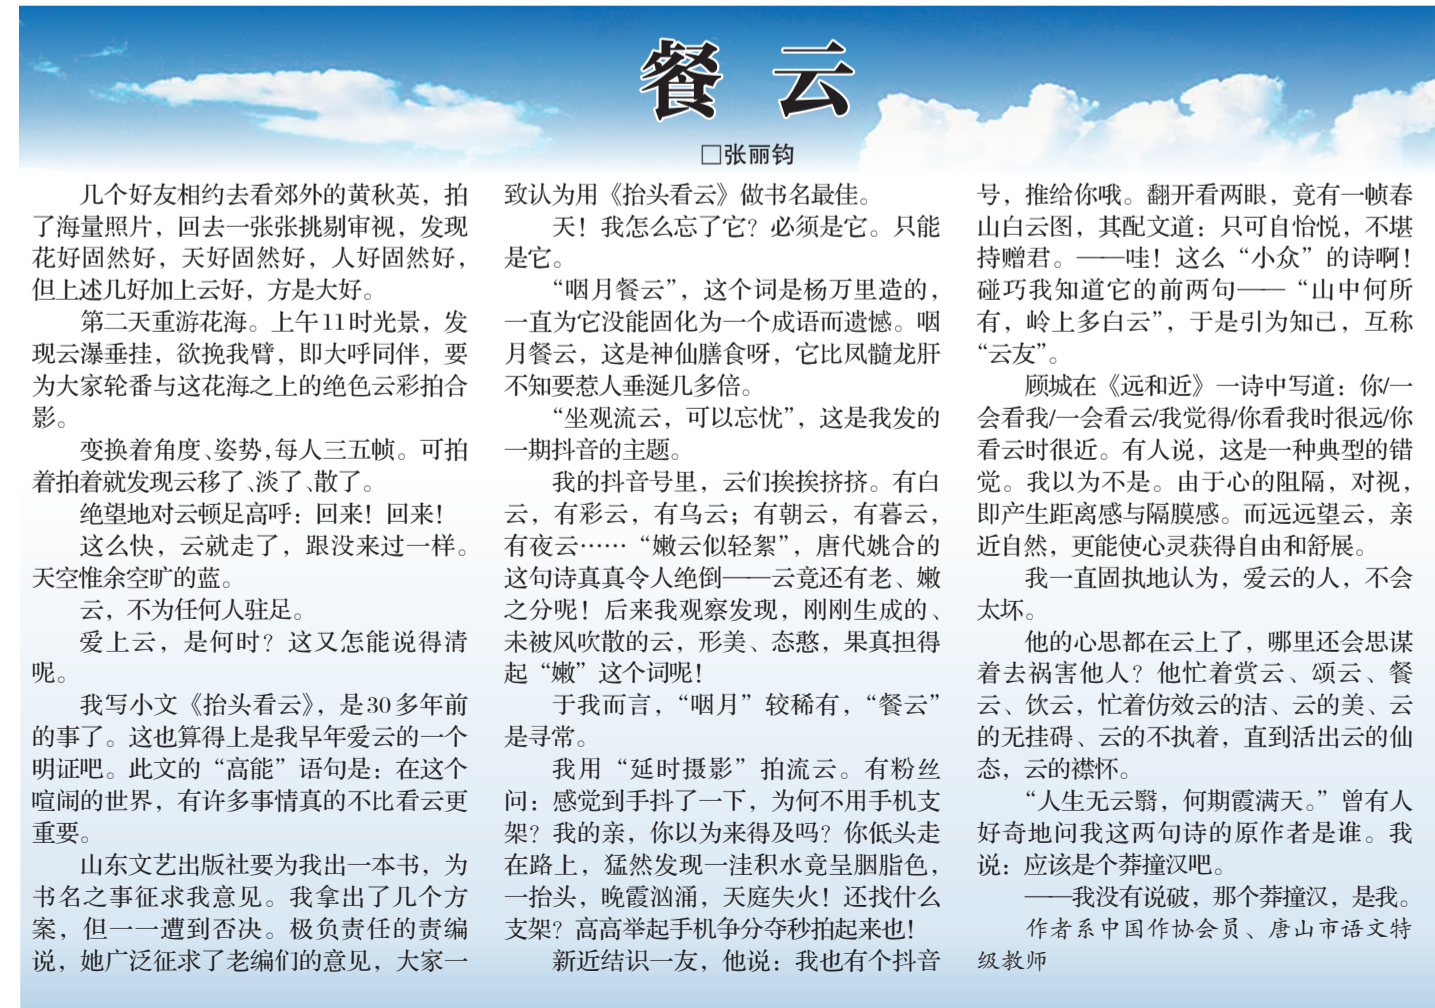 餐云
□张丽钧
几个好友相约去看郊外的黄秋英，拍
了海量照片，回去一张张挑剔审视，发现
花好固然好，天好固然好，人好固然好，
但上述几好加上云好，方是大好。
第二天重游花海。上午11时光景，发
现云瀑垂挂，欲挽我臂，即大呼同伴，要
为大家轮番与这花海之上的绝色云彩拍合
影。
变换着角度、姿势，每人三五帧。可拍
着拍着就发现云移了、淡了、散了。
绝望地对云顿足高呼：回来！回来！
这么快，云就走了，跟没来过一样。
天空惟余空旷的蓝。
云，不为任何人驻足。
爱上云，是何时？这又怎能说得清
呢。
我写小文《抬头看云》，是30多年前
的事了。这也算得上是我早年爱云的一个
明证吧。此文的“高能”语句是：在这个
喧闹的世界，有许多事情真的不比看云更
重要。
山东文艺出版社要为我出一本书，为
书名之事征求我意见。我拿出了几个方
案，但一一遭到否决。极负责任的责编
说，她广泛征求了老编们的意见，大家一
致认为用《抬头看云》做书名最佳。
天！我怎么忘了它？必须是它。只能
是它。
“咽月餐云”，这个词是杨万里造的，
一直为它没能固化为一个成语而遗憾。咽
月餐云，这是神仙膳食呀，它比凤髓龙肝
不知要惹人垂涎几多倍。
“坐观流云，可以忘忧”，这是我发的
一期抖音的主题。
我的抖音号里，云们挨挨挤挤。有白
云，有彩云，有乌云；有朝云，有暮云，
有夜云……“嫩云似轻絮”，唐代姚合的
这句诗真真令人绝倒——云竟还有老、嫩
之分呢！后来我观察发现，刚刚生成的、
未被风吹散的云，形美、态憨，果真担得
起“嫩”这个词呢！
于我而言，“咽月”较稀有，“餐云”
是寻常。
我用“延时摄影”拍流云。有粉丝
问：感觉到手抖了一下，为何不用手机支
架？我的亲，你以为来得及吗？你低头走
在路上，猛然发现一洼积水竟呈胭脂色，
一抬头，晚霞汹涌，天庭失火！还找什么
支架？高高举起手机争分夺秒拍起来也！
新近结识一友，他说：我也有个抖音
号，推给你哦。翻开看两眼，竟有一帧春
山白云图，其配文道：只可自怡悦，不堪
持赠君。——哇！这么“小众”的诗啊！
碰巧我知道它的前两句——“山中何所
有，岭上多白云”，于是引为知己，互称
“云友”。
顾城在《远和近》一诗中写道：你/一
会看我/一会看云/我觉得/你看我时很远/你
看云时很近。有人说，这是一种典型的错
觉。我以为不是。由于心的阻隔，对视，
即产生距离感与隔膜感。而远远望云，亲
近自然，更能使心灵获得自由和舒展。
我一直固执地认为，爱云的人，不会
太坏。
他的心思都在云上了，哪里还会思谋
着去祸害他人？他忙着赏云、颂云、餐
云、饮云，忙着仿效云的洁、云的美、云
的无挂碍、云的不执着，直到活出云的仙
态，云的襟怀。
“人生无云翳，何期霞满天。”曾有人
好奇地问我这两句诗的原作者是谁。我
说：应该是个莽撞汉吧。
——我没有说破，那个莽撞汉，是我。
作者系中国作协会员、唐山市语文特
级教师